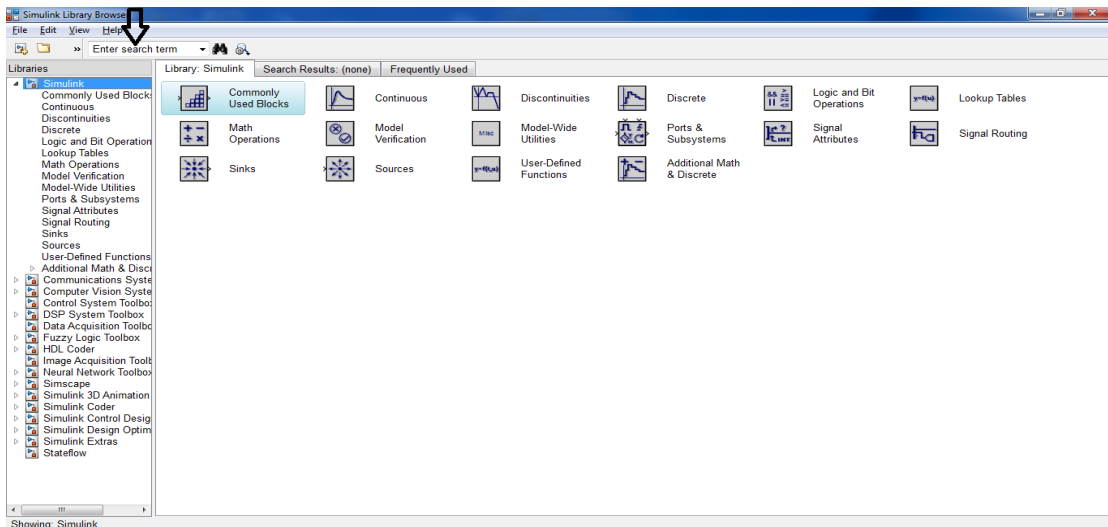 Simulink Library Browse
File Edit View Help
» Enter search term
Libraries
Library: Simulink Search Results: (none) Frequently Used
Simulink
Commonly Used Block
Continuous
Discontinuities
Discrete
Logic and Bit Operation
Lookup Tables
Math Operations
Model Verification
Model-Wide Utilities
Ports & Subsystems
Signal Attributes
Signal Routing
Sinks
Sources
User-Defined Functions
Additional Math & Disc
Communications Syste
Computer Vision Syste
Control System Toolbo
DSP System Toolbox
Data Acquisition Toolbo
Fuzzy Logic Toolbox
HDL Coder
Image Acquisition Toolb
Neural Network Toolbox
Simscape
Simulink 3D Animation
Simulink Coder
Simulink Control Desig
Simulink Design Optim
Simulink Extras
Stateflow
Commonly
Used Blocks
Continuous
Discontinuities
Discrete
Logic and Bit
Operations
y=f(u)
Lookup Tables
Math
Operations
Model
Verification
Misc
Model-Wide
Utilities
Ports &
Subsystems
Signal
Attributes
Signal Routing
Sinks
Sources
y=f(u)
User-Defined
Functions
Additional Math
& Discrete
Showing: Simulink